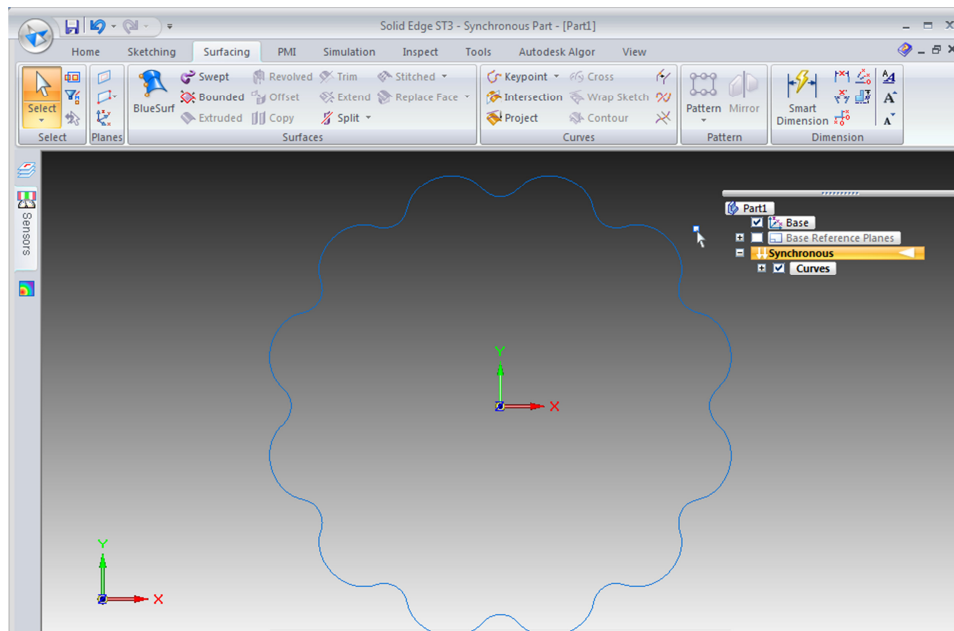 Solid Edge ST3 - Synchronous Part - [Part1]
Home Sketching Surfacing PMI Simulation Inspect Tools Autodesk Algor View
Swept Revolved Trim Stitched Keypoint Cross
Select BlueSurf Bounded Offset Extend Replace Face Intersection Wrap Sketch Pattern Mirror Smart Dimension
Extruded Copy Split Project Contour
Select Planes Surfaces Curves Pattern Dimension
Sensors
Part1
Base
Base Reference Planes
Synchronous
Curves
Y
X
Y
X